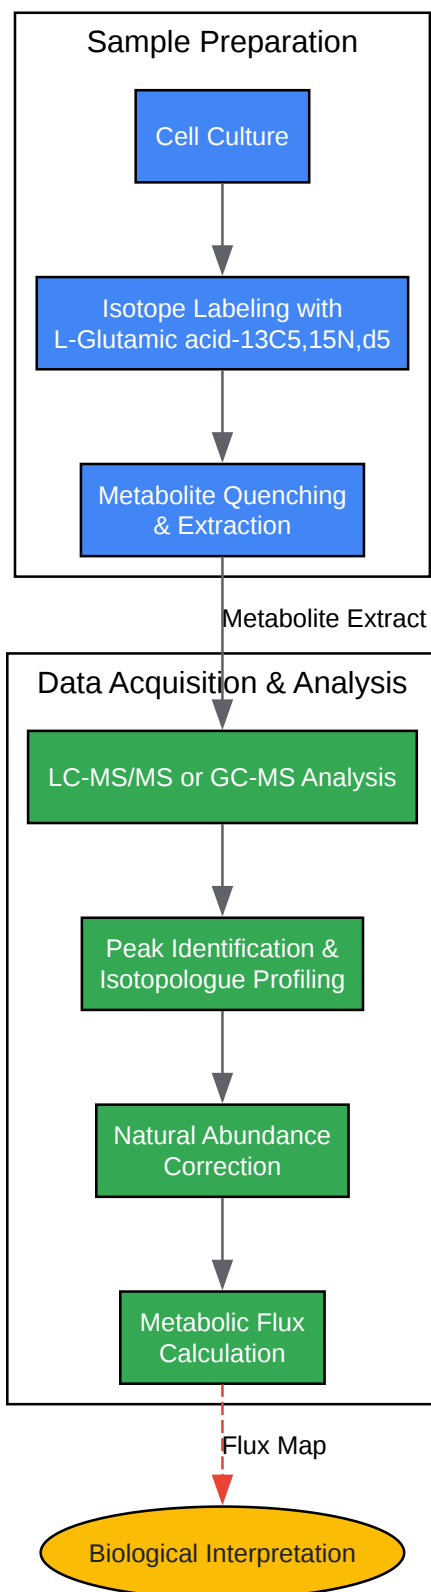 Sample Preparation
Cell Culture
Isotope Labeling with
L-Glutamic acid-13C5,15N,d5
Metabolite Quenching
& Extraction
Metabolite Extract
Data Acquisition & Analysis
LC-MS/MS or GC-MS Analysis
Peak Identification &
Isotopologue Profiling
Natural Abundance
Correction
Metabolic Flux
Calculation
Flux Map
Biological Interpretation